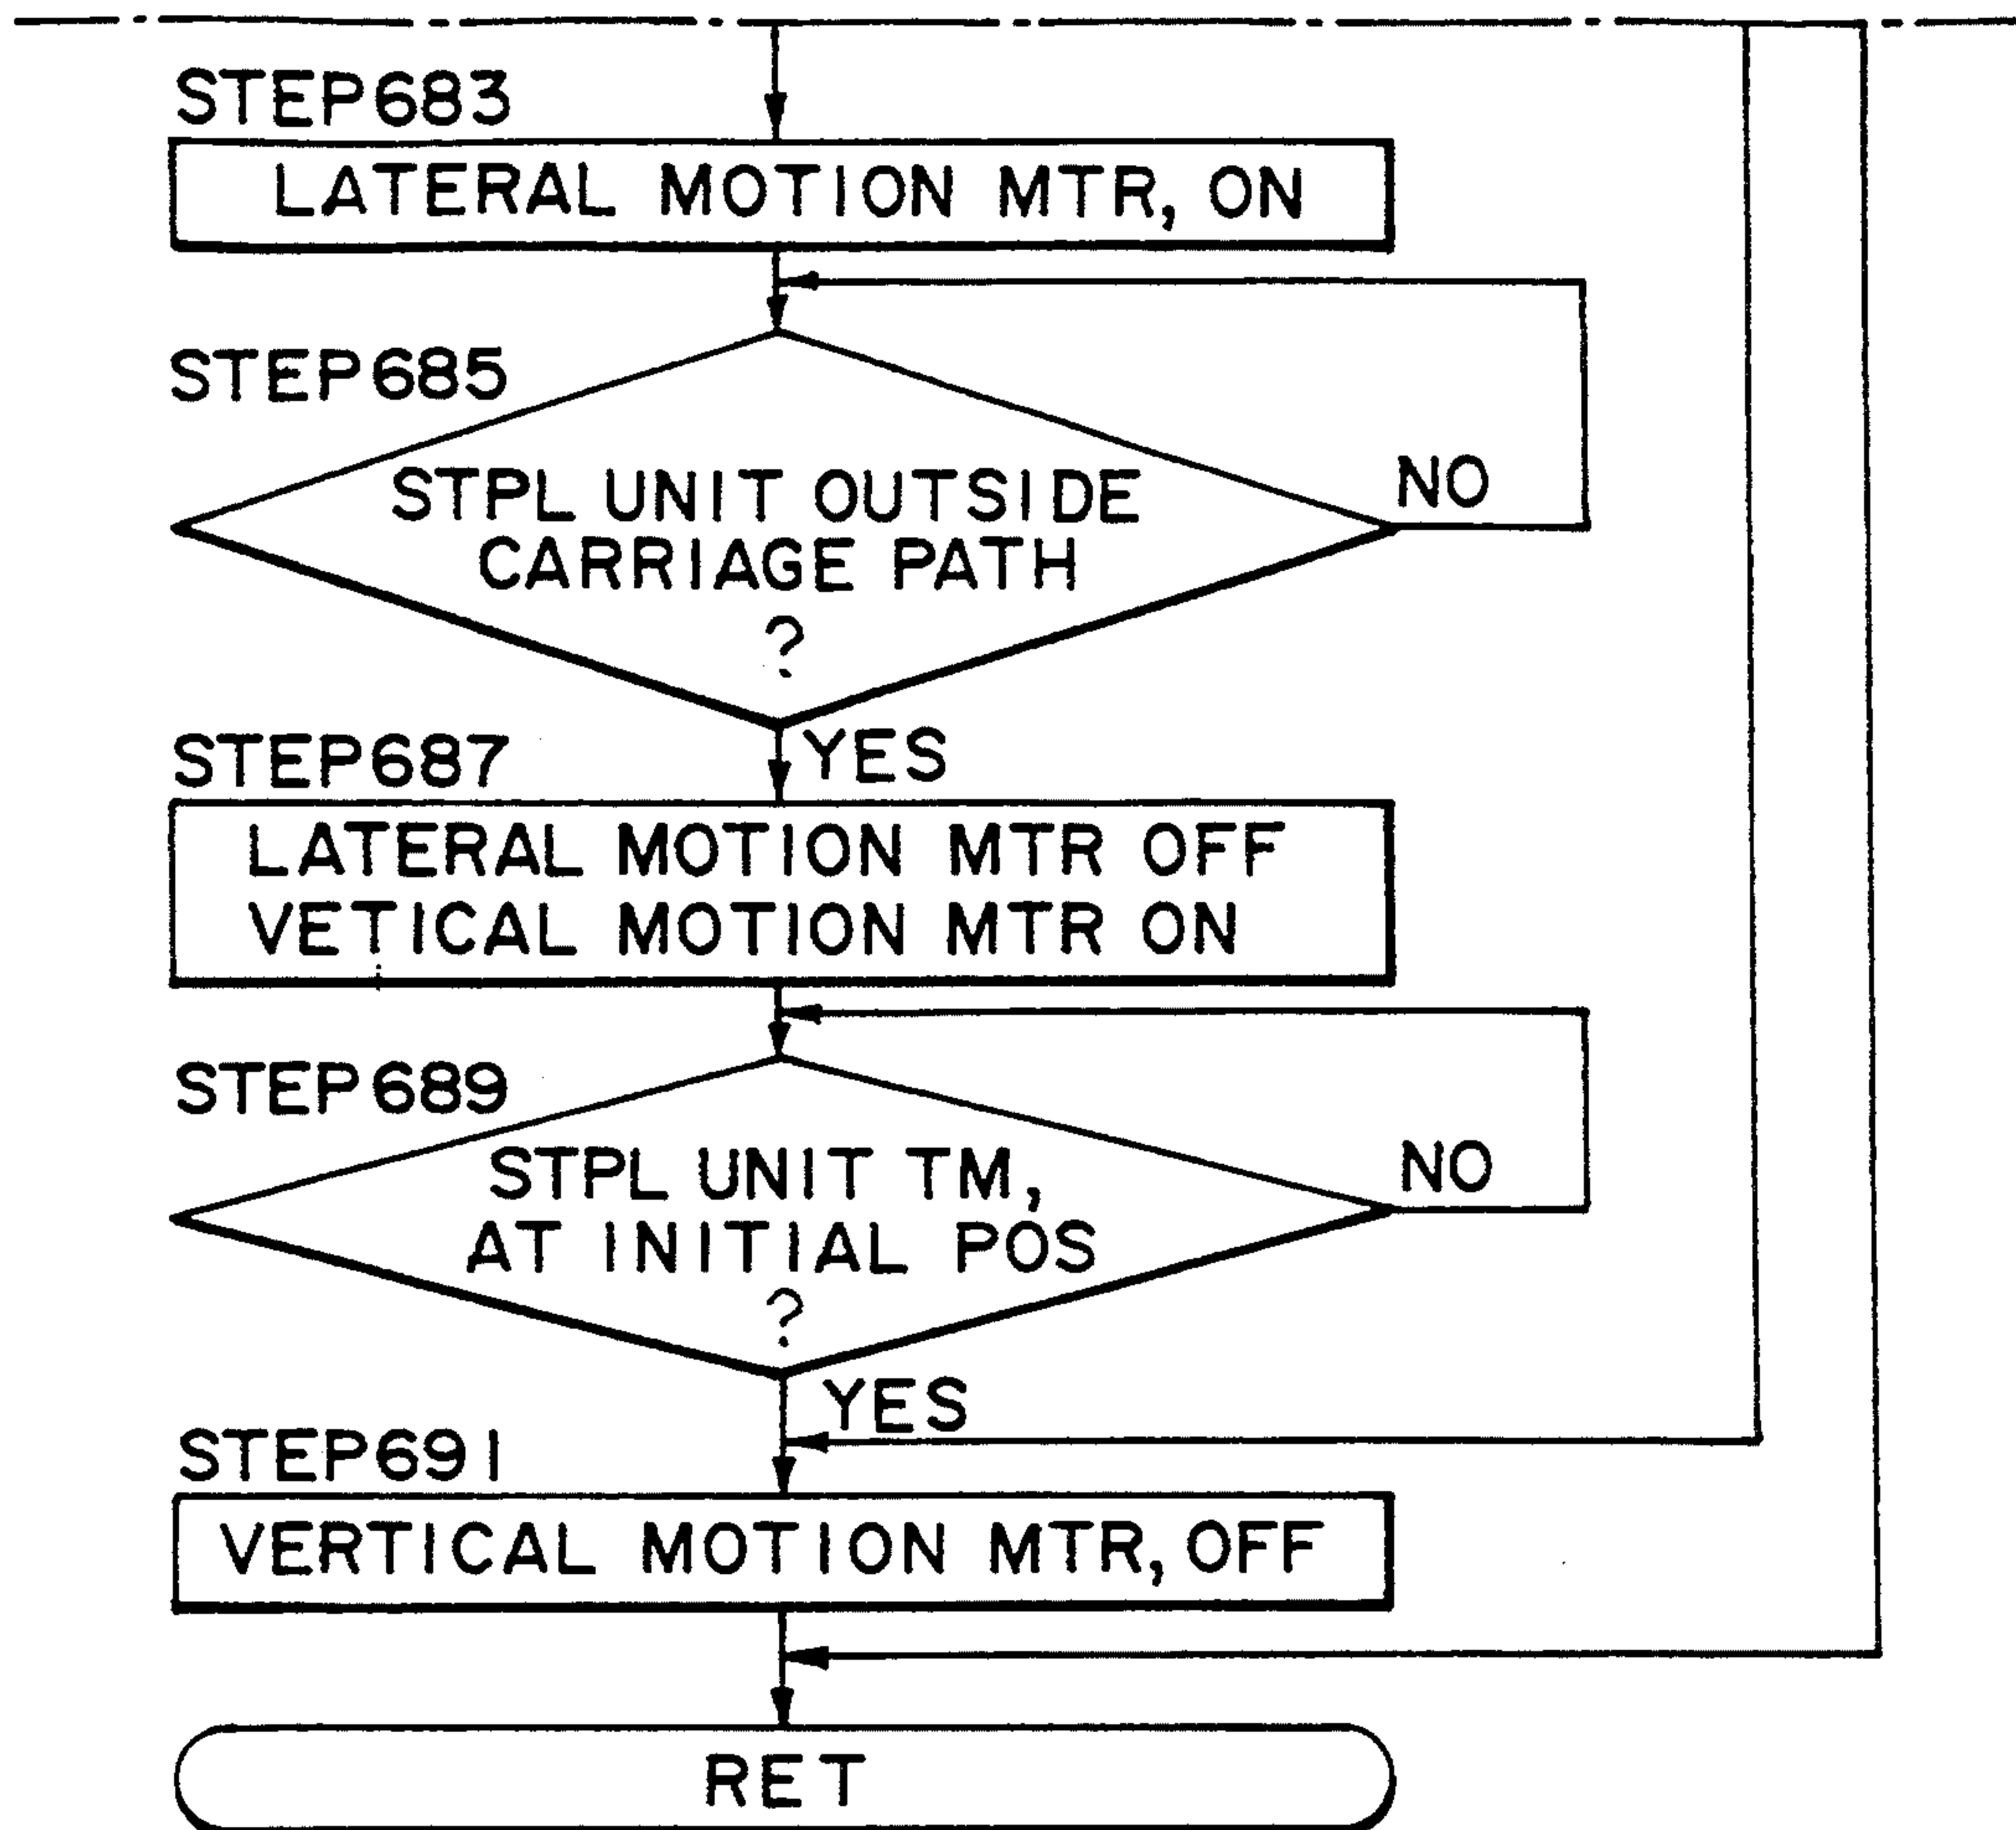 STEP683
LATERAL MOTION MTR, ON
STEP685
STPL UNIT OUTSIDE
CARRIAGE PATH
?
NO
YES
STEP687
LATERAL MOTION MTR OFF
VETICAL MOTION MTR ON
STEP689
STPL UNIT TM,
AT INITIAL POS
?
NO
YES
STEP691
VERTICAL MOTION MTR, OFF
RET